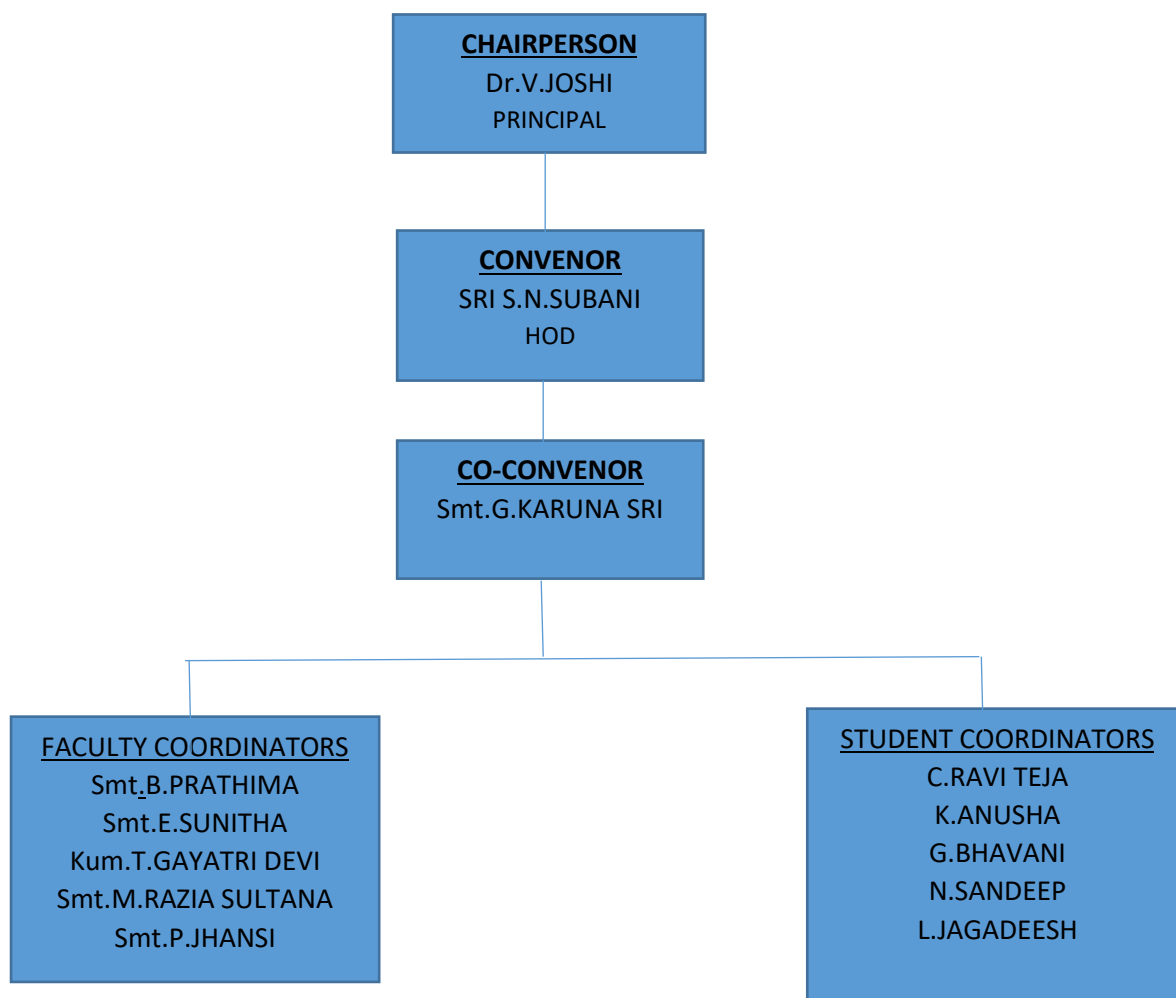 CHAIRPERSON
Dr.V.JOSHI
PRINCIPAL
CONVENOR
SRI S.N.SUBANI
HOD
CO-CONVENOR
Smt.G.KARUNA SRI
FACULTY COORDINATORS
Smt.B.PRATHIMA
Smt.E.SUNITHA
Kum.T.GAYATRI DEVI
Smt.M.RAZIA SULTANA
Smt.P.JHANSI
STUDENT COORDINATORS
C.RAVI TEJA
K.ANUSHA
G.BHAVANI
N.SANDEEP
L.JAGADEESH